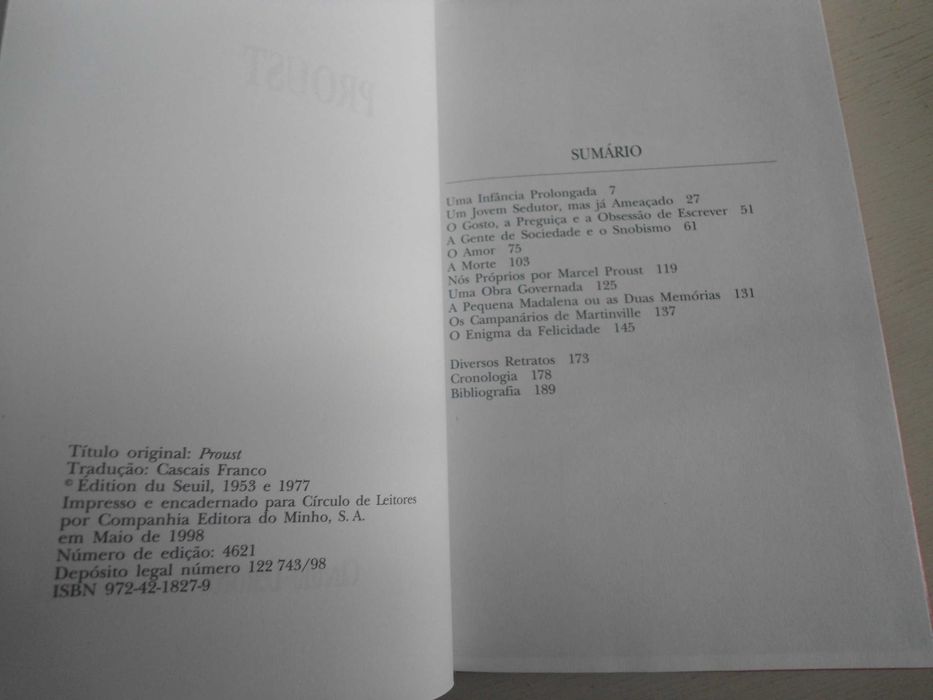 PROUST
Título original: Proust
Tradução: Cascais Franco
© Édition du Seuil, 1953 e 1977
Impresso e encadernado para Círculo de Leitores
por Companhia Editora do Minho, S. A.
em Maio de 1998
Número de edição: 4621
Depósito legal número 122 743/98
ISBN 972-42-1827-9
SUMÁRIO
Uma Infância Prolongada 7
Um Jovem Sedutor, mas já Ameaçado 27
O Gosto, a Preguiça e a Obsessão de Escrever 51
A Gente de Sociedade e o Snobismo 61
O Amor 75
A Morte 103
Nós Próprios por Marcel Proust 119
Uma Obra Governada 125
A Pequena Madalena ou as Duas Memórias 131
Os Campanários de Martinville 137
O Enigma da Felicidade 145
Diversos Retratos 173
Cronologia 178
Bibliografia 189